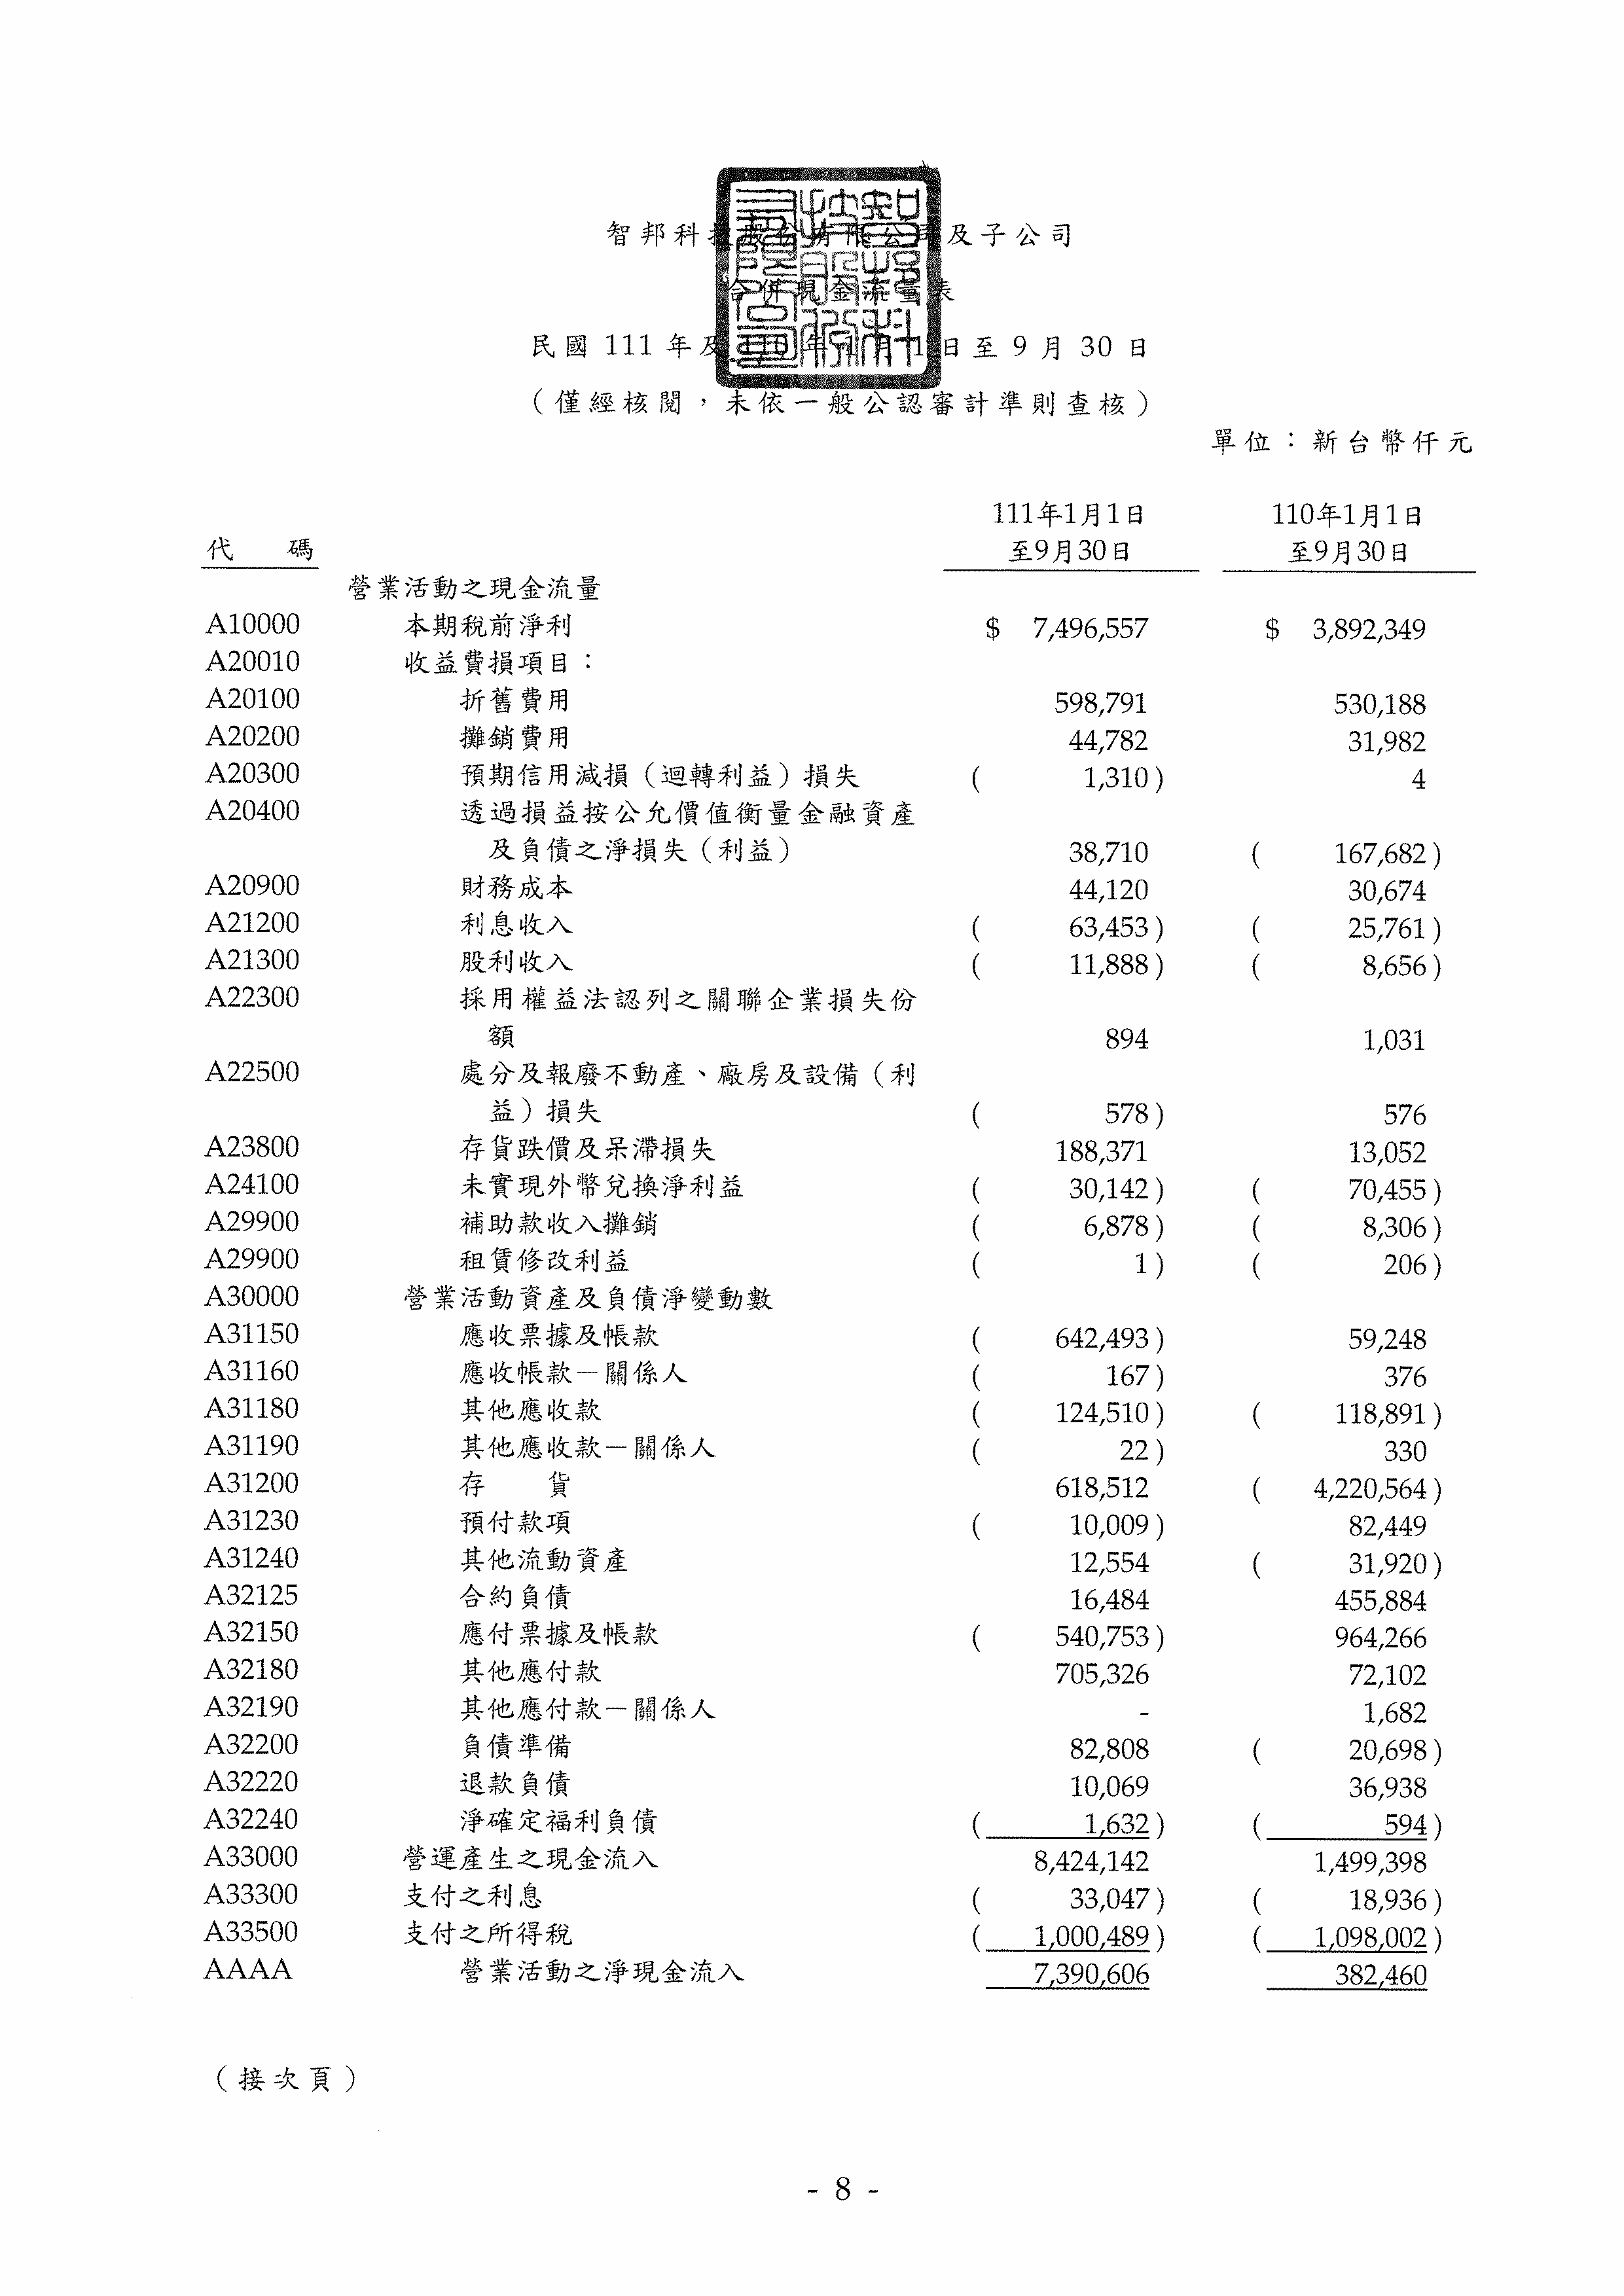 智邦科技股份有限公司及子公司
合併現金流量表
民國 111 年及 110 年 1 月 1 日至 9 月 30 日
（僅經核閱，未依一般公認審計準則查核）
單位：新台幣仟元
111年1月1日 110年1月1日
代 碼 至9月30日 至9月30日
營業活動之現金流量
A10000 本期稅前淨利 $ 7,496,557 $ 3,892,349
A20010 收益費損項目：
A20100 折舊費用 598,791 530,188
A20200 攤銷費用 44,782 31,982
A20300 預期信用減損（迴轉利益）損失 ( 1,310) 4
A20400 透過損益按公允價值衡量金融資產
及負債之淨損失（利益） 38,710 ( 167,682)
A20900 財務成本 44,120 30,674
A21200 利息收入 ( 63,453) ( 25,761)
A21300 股利收入 ( 11,888) ( 8,656)
A22300 採用權益法認列之關聯企業損失份
額 894 1,031
A22500 處分及報廢不動產、廠房及設備（利
益）損失 ( 578) 576
A23800 存貨跌價及呆滯損失 188,371 13,052
A24100 未實現外幣兌換淨利益 ( 30,142) ( 70,455)
A29900 補助款收入攤銷 ( 6,878) ( 8,306)
A29900 租賃修改利益 ( 1) ( 206)
A30000 營業活動資產及負債淨變動數
A31150 應收票據及帳款 ( 642,493) 59,248
A31160 應收帳款－關係人 ( 167) 376
A31180 其他應收款 ( 124,510) ( 118,891)
A31190 其他應收款－關係人 ( 22) 330
A31200 存 貨 618,512 ( 4,220,564)
A31230 預付款項 ( 10,009) 82,449
A31240 其他流動資產 12,554 ( 31,920)
A32125 合約負債 16,484 455,884
A32150 應付票據及帳款 ( 540,753) 964,266
A32180 其他應付款 705,326 72,102
A32190 其他應付款－關係人 - 1,682
A32200 負債準備 82,808 ( 20,698)
A32220 退款負債 10,069 36,938
A32240 淨確定福利負債 ( 1,632) ( 594)
A33000 營運產生之現金流入 8,424,142 1,499,398
A33300 支付之利息 ( 33,047) ( 18,936)
A33500 支付之所得稅 ( 1,000,489) ( 1,098,002)
AAAA 營業活動之淨現金流入 7,390,606 382,460
（接次頁）
- 8 -